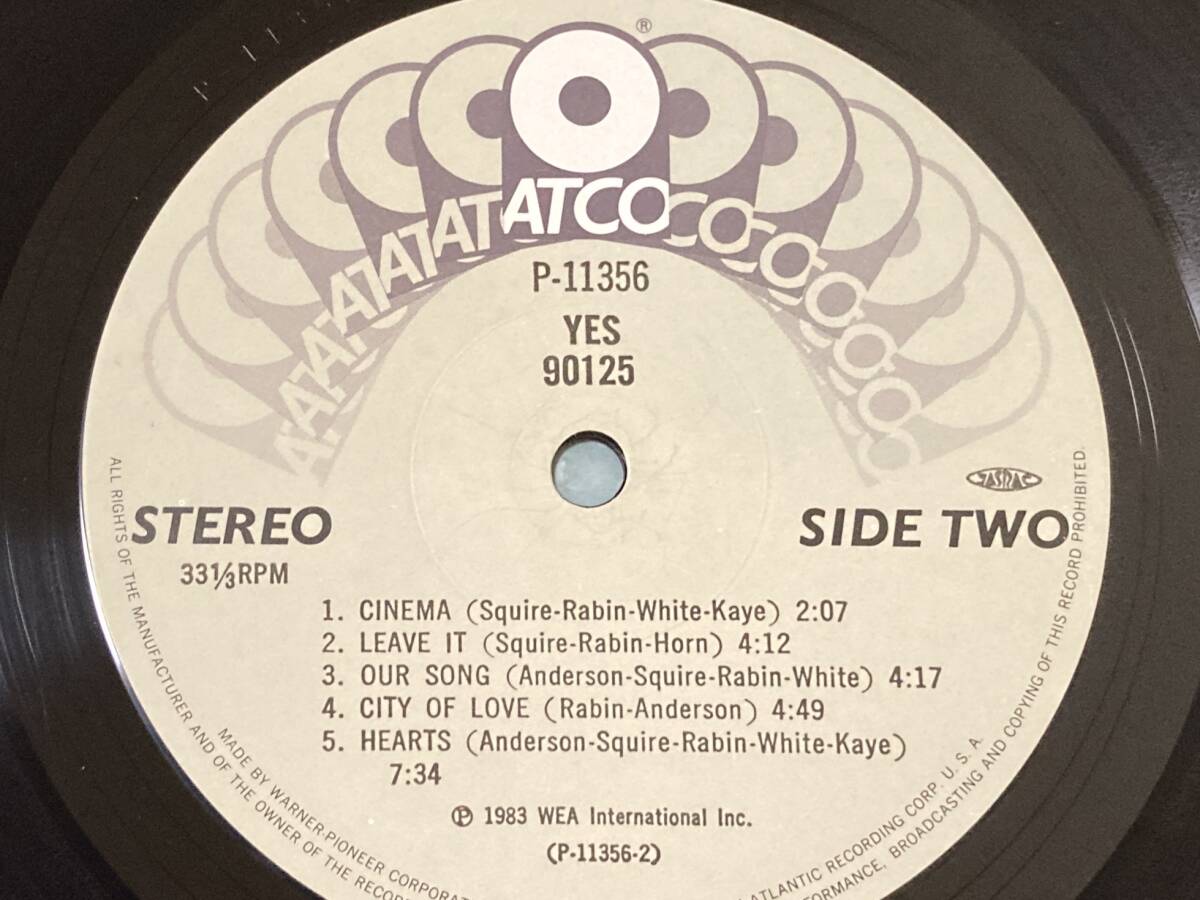 ®
ATCO
P-11356
YES
90125
JASRAC
STEREO
SIDE TWO
33⅓RPM
1. CINEMA (Squire-Rabin-White-Kaye) 2:07
2. LEAVE IT (Squire-Rabin-Horn) 4:12
3. OUR SONG (Anderson-Squire-Rabin-White) 4:17
4. CITY OF LOVE (Rabin-Anderson) 4:49
5. HEARTS (Anderson-Squire-Rabin-White-Kaye)
7:34
℗ 1983 WEA International Inc.
(P-11356-2)
ALL RIGHTS OF THE MANUFACTURER AND OF THE OWNER OF THE RECOR
MADE BY WARNER-PIONEER CORPORAT
ATLANTIC RECORDING CORP. U. S. A.
FORMANCE, BROADCASTING AND COPYING OF THIS RECORD PROHIBITED.